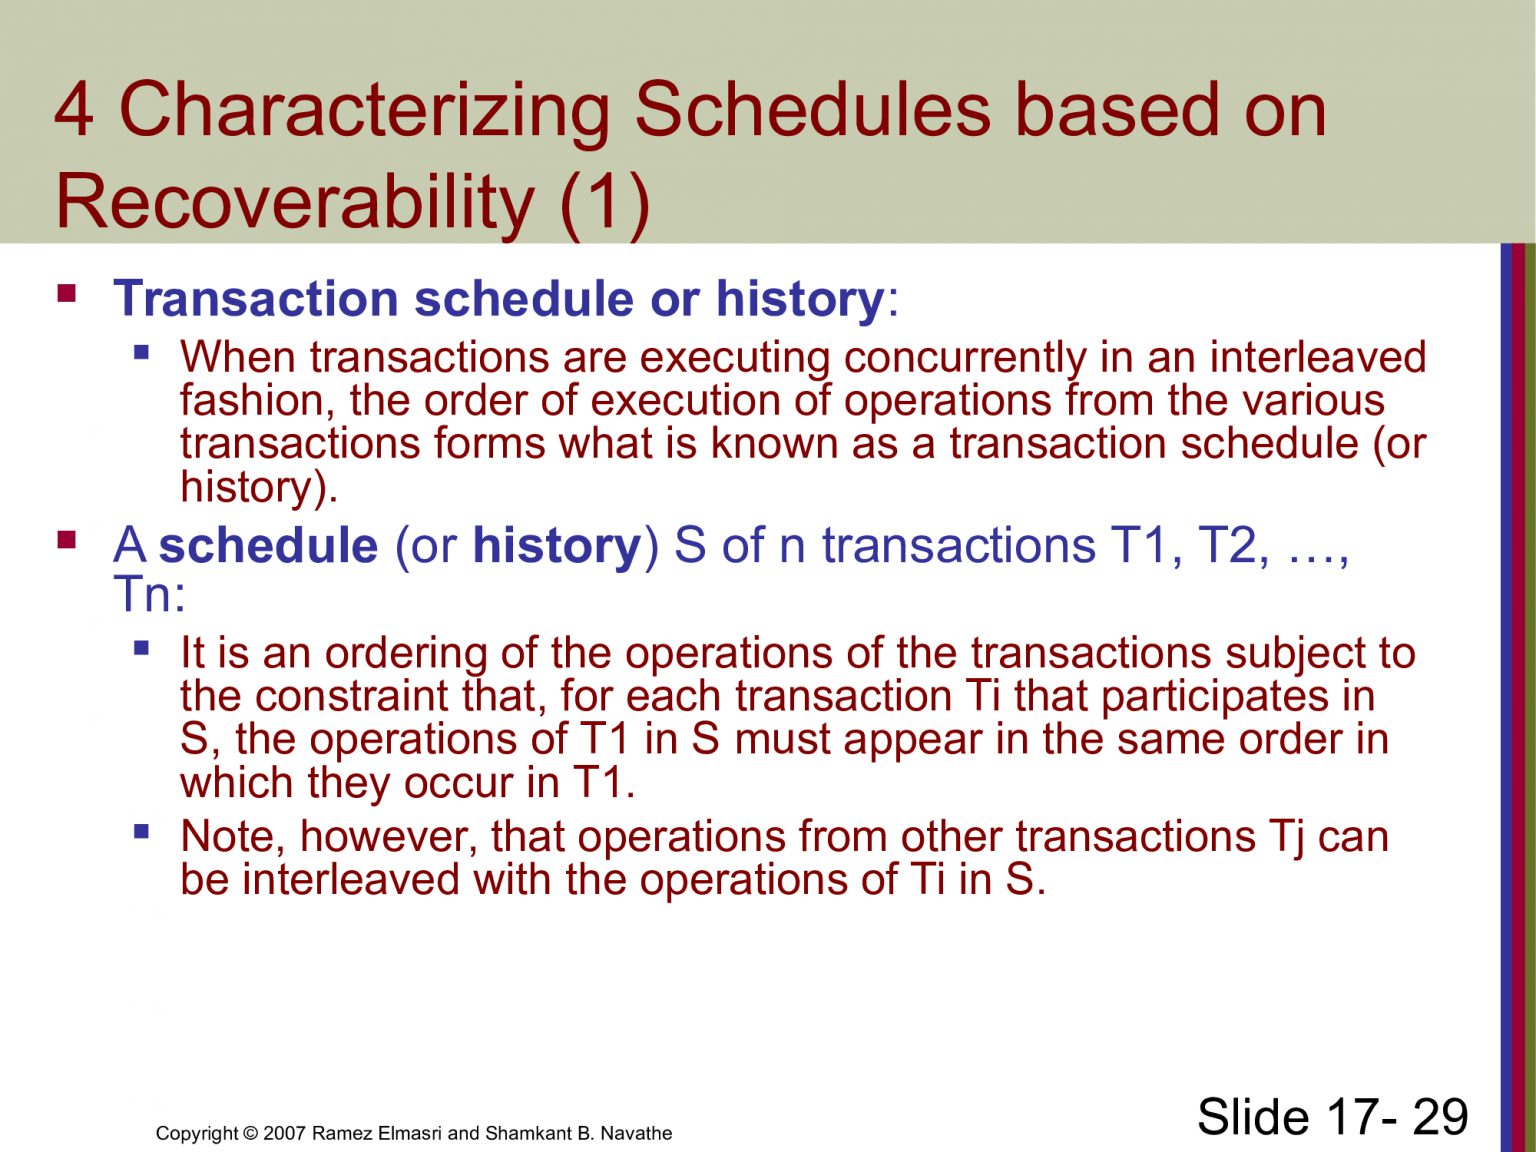 4 Characterizing Schedules based on
Recoverability (1)
Transaction schedule or history:
When transactions are executing concurrently in an interleaved
fashion, the order of execution of operations from the various
transactions forms what is known as a transaction schedule (or
history).
A schedule (or history) S of n transactions T1, T2, …,
Tn:
It is an ordering of the operations of the transactions subject to
the constraint that, for each transaction Ti that participates in
S, the operations of T1 in S must appear in the same order in
which they occur in T1.
Note, however, that operations from other transactions Tj can
be interleaved with the operations of Ti in S.
Copyright © 2007 Ramez Elmasri and Shamkant B. Navathe
Slide 17- 29